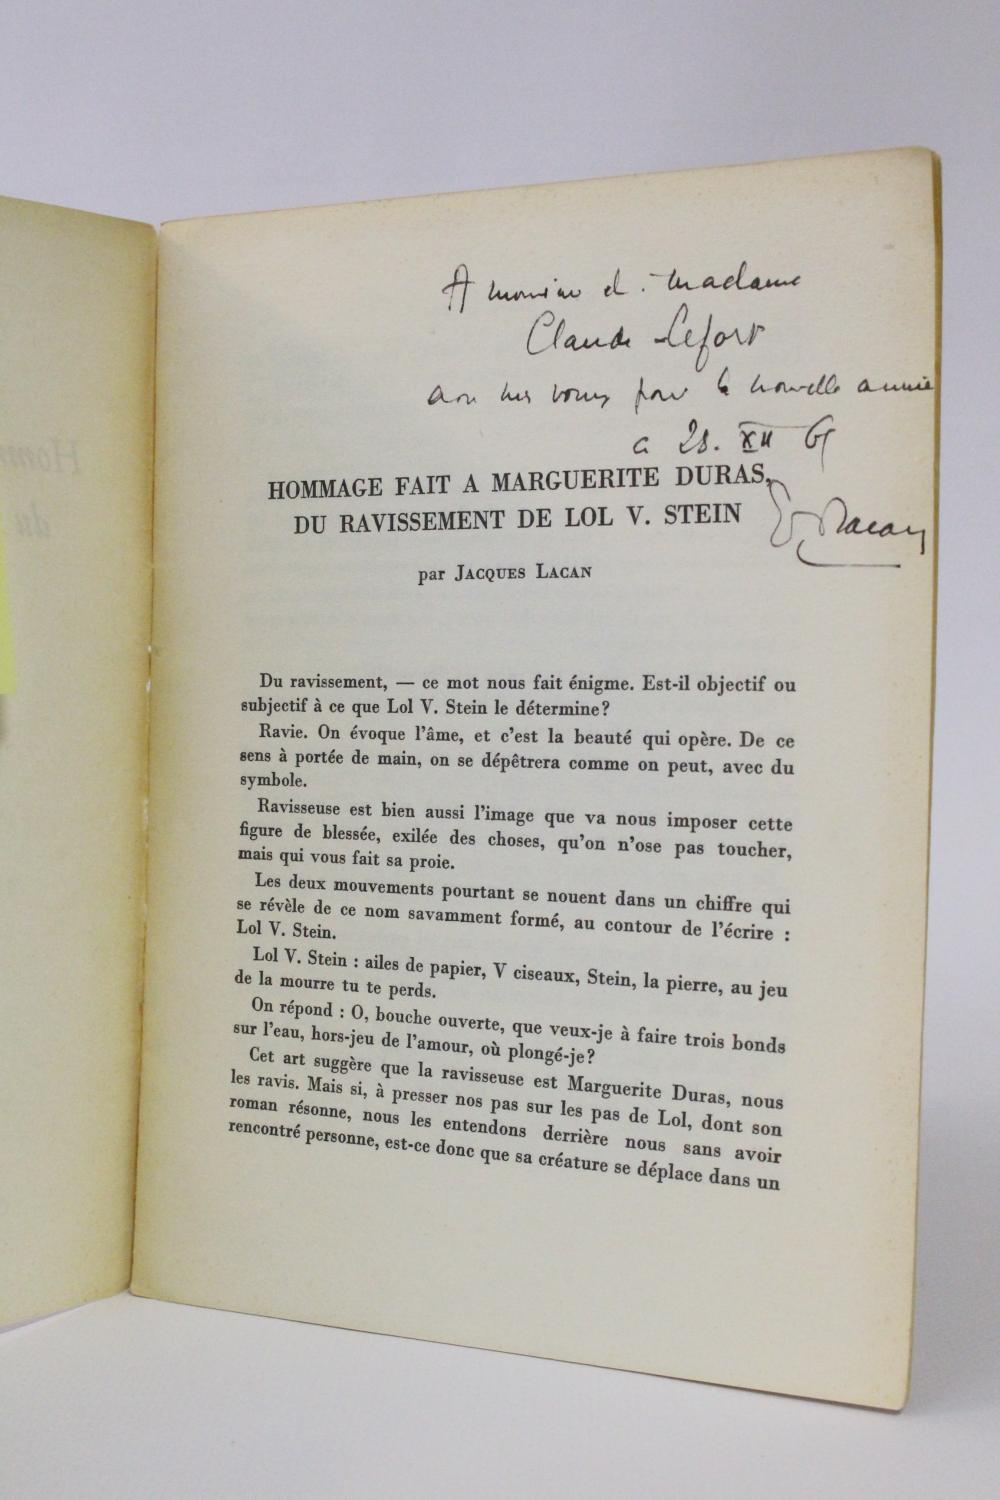 A monsieur et madame
Claude Lefort
avec mes voeux pour la nouvelle année
ce 28. XII 65
HOMMAGE FAIT A MARGUERITE DURAS,
DU RAVISSEMENT DE LOL V. STEIN
J. Lacan
par JACQUES LACAN
Du ravissement, — ce mot nous fait énigme. Est-il objectif ou
subjectif à ce que Lol V. Stein le détermine?
Ravie. On évoque l'âme, et c'est la beauté qui opère. De ce
sens à portée de main, on se dépêtrera comme on peut, avec du
symbole.
Ravisseuse est bien aussi l'image que va nous imposer cette
figure de blessée, exilée des choses, qu'on n'ose pas toucher,
mais qui vous fait sa proie.
Les deux mouvements pourtant se nouent dans un chiffre qui
se révèle de ce nom savamment formé, au contour de l'écrire :
Lol V. Stein.
Lol V. Stein : ailes de papier, V ciseaux, Stein, la pierre, au jeu
de la mourre tu te perds.
On répond : O, bouche ouverte, que veux-je à faire trois bonds
sur l'eau, hors-jeu de l'amour, où plongé-je?
Cet art suggère que la ravisseuse est Marguerite Duras, nous
les ravis. Mais si, à presser nos pas sur les pas de Lol, dont son
roman résonne, nous les entendons derrière nous sans avoir
rencontré personne, est-ce donc que sa créature se déplace dans un